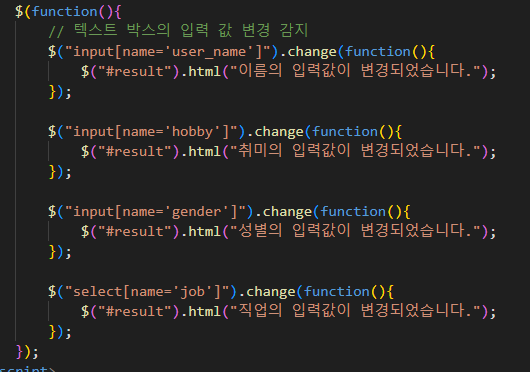 $(function(){
// 텍스트 박스의 입력 값 변경 감지
$("input[name='user_name']").change(function(){
$("#result").html("이름의 입력값이 변경되었습니다.");
});
$("input[name='hobby']").change(function(){
$("#result").html("취미의 입력값이 변경되었습니다.");
});
$("input[name='gender']").change(function(){
$("#result").html("성별의 입력값이 변경되었습니다.");
});
$("select[name='job']").change(function(){
$("#result").html("직업의 입력값이 변경되었습니다.");
});
});
script>